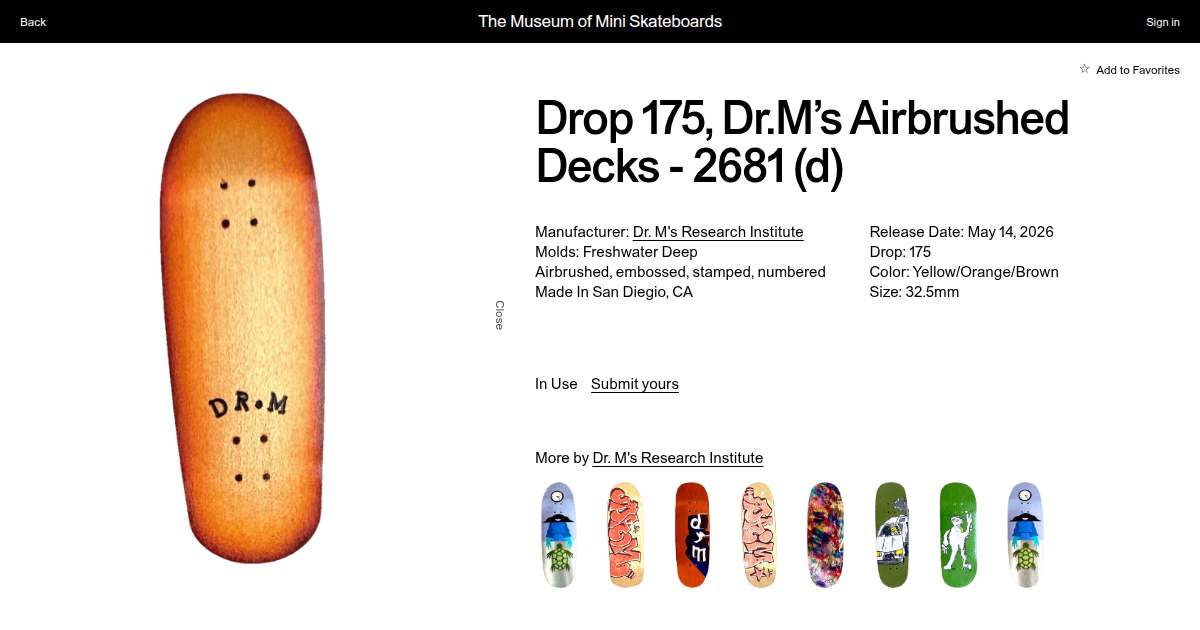 Back
The Museum of Mini Skateboards
Sign in
☆ Add to Favorites
Drop 175, Dr.M’s Airbrushed
Decks - 2681 (d)
Manufacturer: Dr. M's Research Institute
Molds: Freshwater Deep
Airbrushed, embossed, stamped, numbered
Made In San Diegio, CA
Release Date: May 14, 2026
Drop: 175
Color: Yellow/Orange/Brown
Size: 32.5mm
DR.M
Close
In Use Submit yours
More by Dr. M's Research Institute